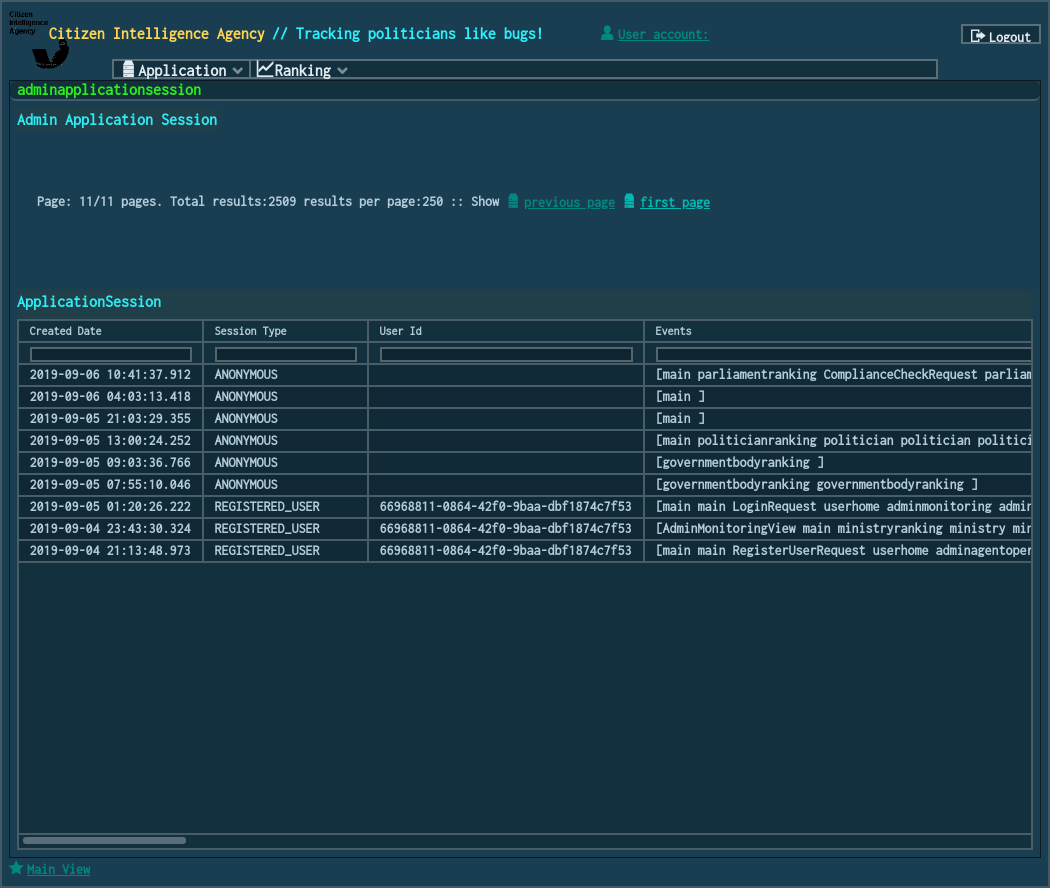 Citizen
Intelligence
Agency
Citizen Intelligence Agency // Tracking politicians like bugs!
User account:
Logout
Application
Ranking
adminapplicationsession
Admin Application Session
Page: 11/11 pages. Total results:2509 results per page:250 :: Show previous page first page
ApplicationSession
Created Date Session Type User Id Events
2019-09-06 10:41:37.912 ANONYMOUS [main parliamentranking ComplianceCheckRequest parliam
2019-09-06 04:03:13.418 ANONYMOUS [main ]
2019-09-05 21:03:29.355 ANONYMOUS [main ]
2019-09-05 13:00:24.252 ANONYMOUS [main politicianranking politician politician politici
2019-09-05 09:03:36.766 ANONYMOUS [governmentbodyranking ]
2019-09-05 07:55:10.046 ANONYMOUS [governmentbodyranking governmentbodyranking ]
2019-09-05 01:20:26.222 REGISTERED_USER 66968811-0864-42f0-9baa-dbf1874c7f53 [main main LoginRequest userhome adminmonitoring admin
2019-09-04 23:43:30.324 REGISTERED_USER 66968811-0864-42f0-9baa-dbf1874c7f53 [AdminMonitoringView main ministryranking ministry min
2019-09-04 21:13:48.973 REGISTERED_USER 66968811-0864-42f0-9baa-dbf1874c7f53 [main main RegisterUserRequest userhome adminagentoper
Main View